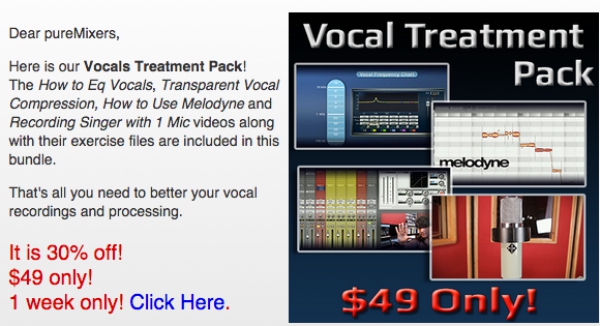 Dear pureMixers,
Here is our Vocals Treatment Pack!
The How to Eq Vocals, Transparent Vocal
Compression, How to Use Melodyne and
Recording Singer with 1 Mic videos along
with their exercise files are included in this
bundle.
That's all you need to better your vocal
recordings and processing.
It is 30% off!
$49 only!
1 week only! Click Here.
Vocal Treatment
Pack
Vocal Frequency Chart
melodyne
$49 Only!